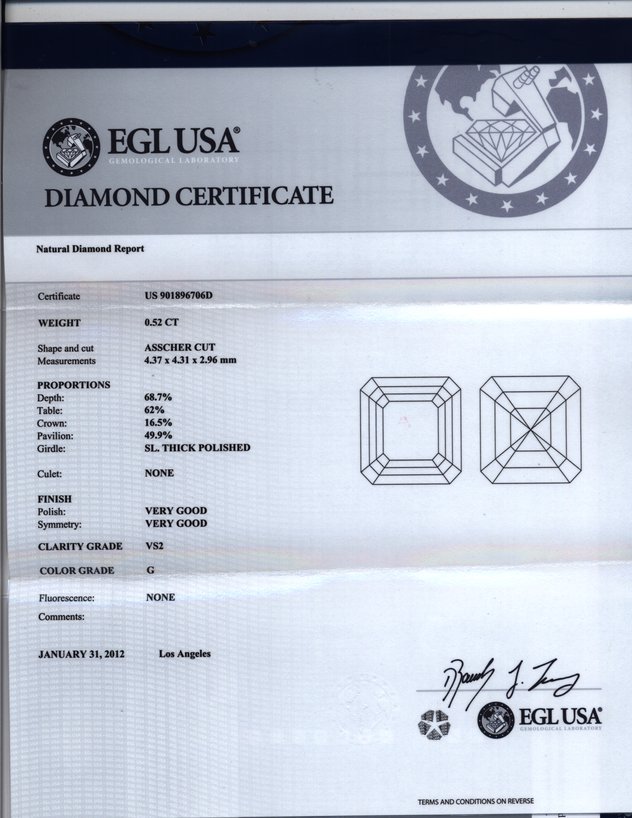 EGL USA®
GEMOLOGICAL LABORATORY
DIAMOND CERTIFICATE
Natural Diamond Report
Certificate US 901896706D
WEIGHT 0.52 CT
Shape and cut ASSCHER CUT
Measurements 4.37 x 4.31 x 2.96 mm
PROPORTIONS
Depth: 68.7%
Table: 62%
Crown: 16.5%
Pavilion: 49.9%
Girdle: SL. THICK POLISHED
Culet: NONE
FINISH
Polish: VERY GOOD
Symmetry: VERY GOOD
CLARITY GRADE VS2
COLOR GRADE G
Fluorescence: NONE
Comments:
JANUARY 31, 2012 Los Angeles
EGL USA®
GEMOLOGICAL LABORATORY
TERMS AND CONDITIONS ON REVERSE